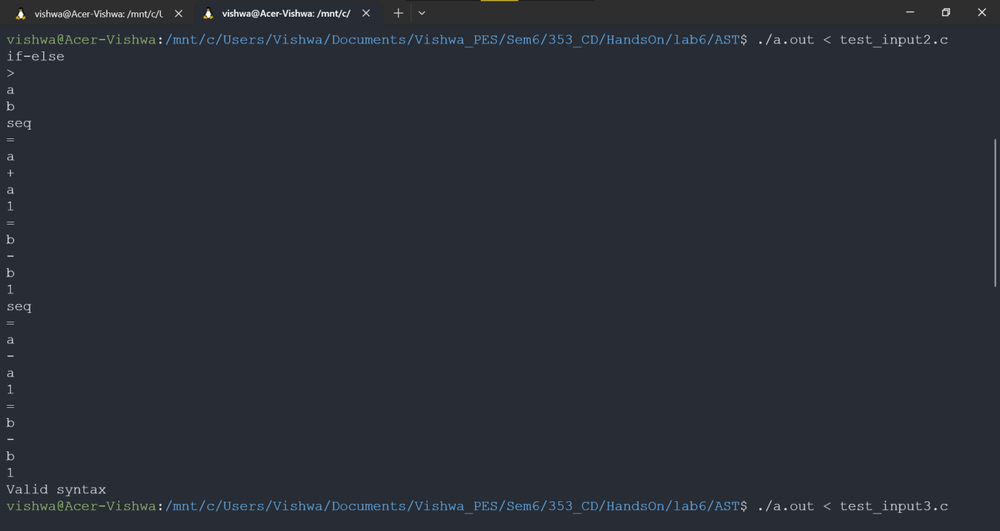 vishwa@Acer-Vishwa: /mnt/c/U
vishwa@Acer-Vishwa: /mnt/c/
vishwa@Acer-Vishwa:/mnt/c/Users/Vishwa/Documents/Vishwa_PES/Sem6/353_CD/HandsOn/lab6/AST$ ./a.out < test_input2.c
if-else
>
a
b
seq
=
a
+
a
1
=
b
-
b
1
seq
=
a
-
a
1
=
b
-
b
1
Valid syntax
vishwa@Acer-Vishwa:/mnt/c/Users/Vishwa/Documents/Vishwa_PES/Sem6/353_CD/HandsOn/lab6/AST$ ./a.out < test_input3.c